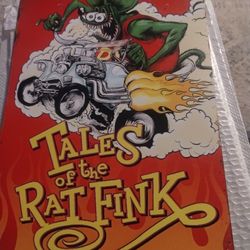 TALES
of the
RAT FINK